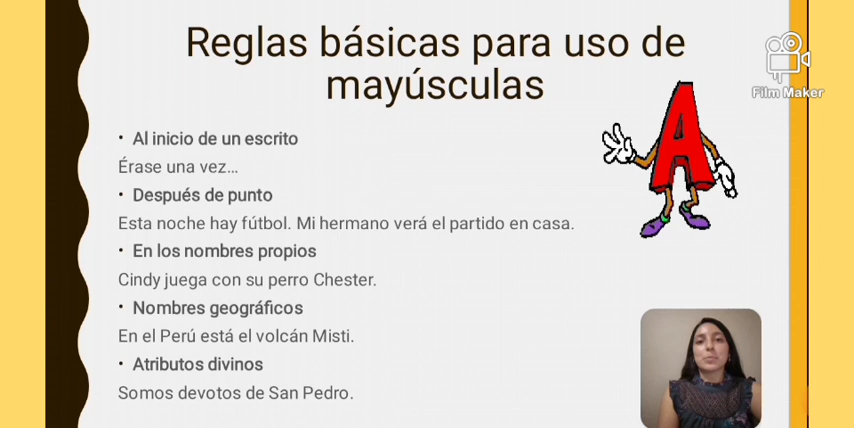 Reglas básicas para uso de
mayúsculas
Film Maker
• Al inicio de un escrito
Érase una vez...
• Después de punto
Esta noche hay fútbol. Mi hermano verá el partido en casa.
• En los nombres propios
Cindy juega con su perro Chester.
• Nombres geográficos
En el Perú está el volcán Misti.
• Atributos divinos
Somos devotos de San Pedro.
A